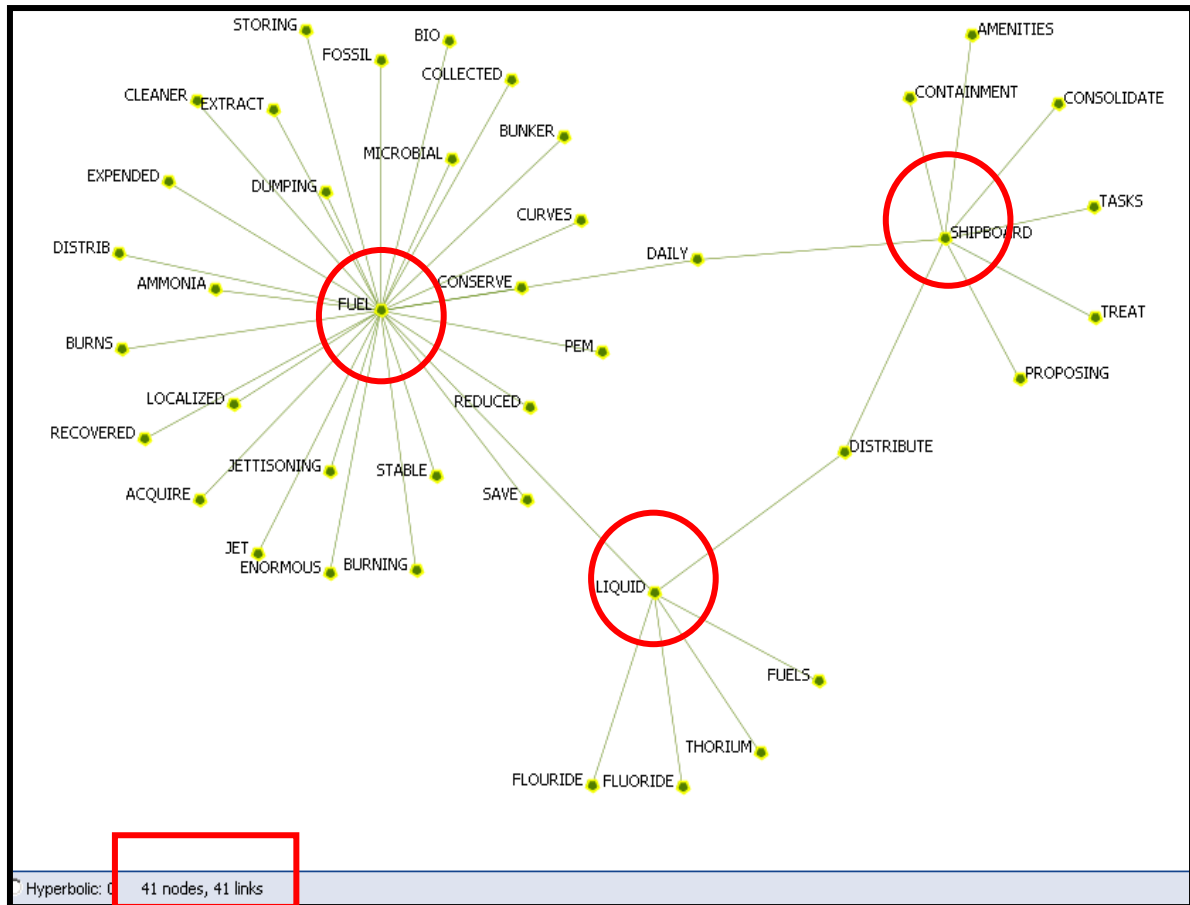 STORING
BIO
AMENITIES
FOSSIL
COLLECTED
CLEANER
EXTRACT
CONTAINMENT
CONSOLIDATE
BUNKER
MICROBIAL
EXPENDED
DUMPING
TASKS
CURVES
SHIPBOARD
DISTRIB
DAILY
AMMONIA
CONSERVE
FUEL
TREAT
BURNS
PEM
PROPOSING
LOCALIZED
REDUCED
RECOVERED
DISTRIBUTE
JETTISONING
STABLE
ACQUIRE
SAVE
JET
ENORMOUS
BURNING
LIQUID
FUELS
THORIUM
FLOURIDE
FLUORIDE
Hyperbolic: 41 nodes, 41 links